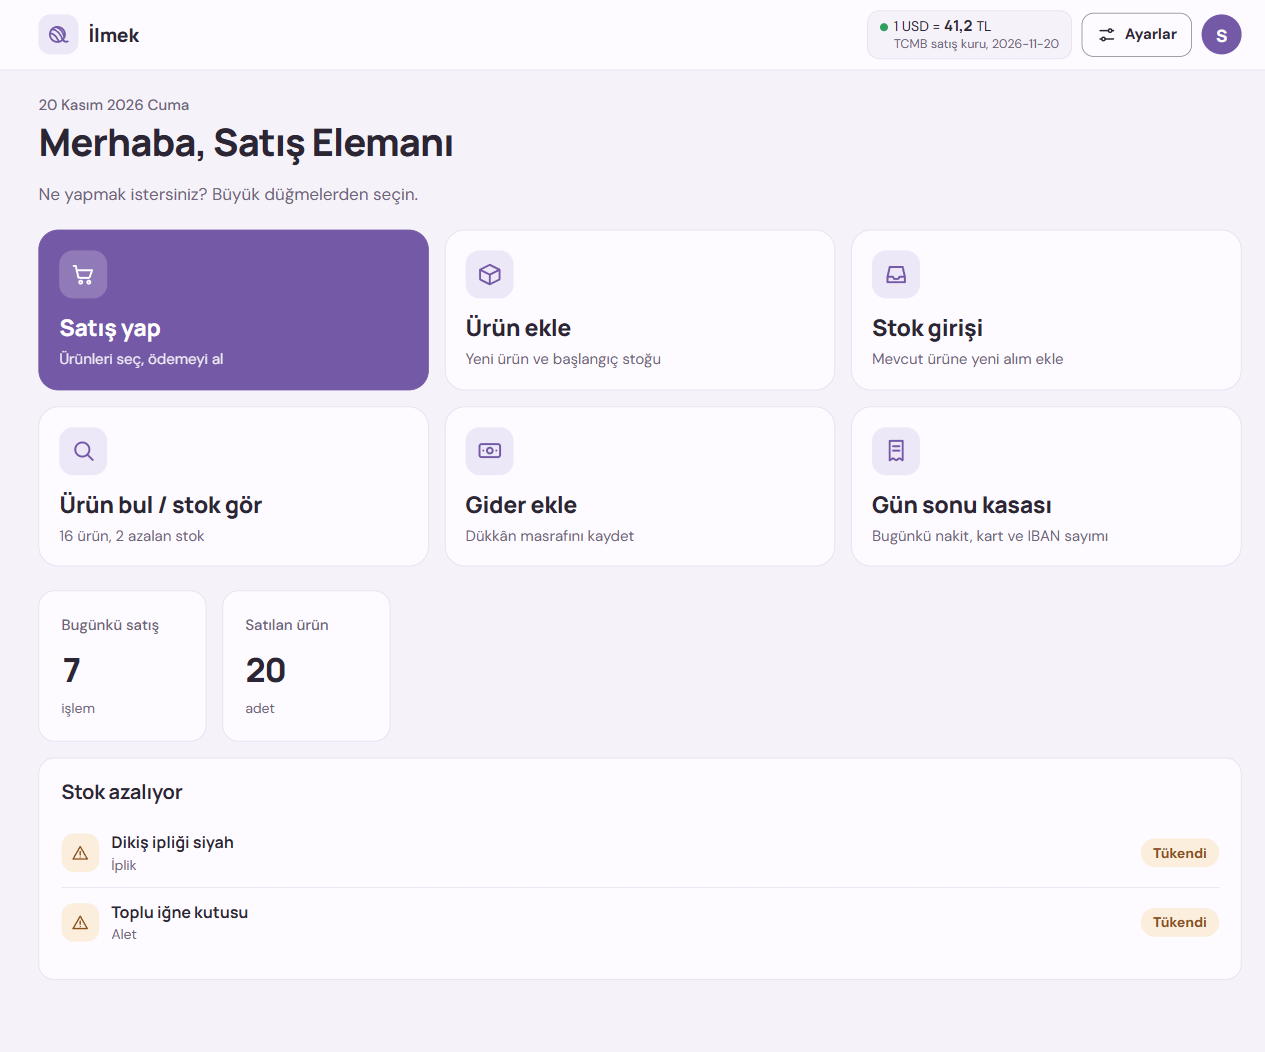 İlmek
1 USD = 41,2 TL
TCMB satış kuru, 2026-11-20
Ayarlar
S
20 Kasım 2026 Cuma
Merhaba, Satış Elemanı
Ne yapmak istersiniz? Büyük düğmelerden seçin.
Satış yap
Ürünleri seç, ödemeyi al
Ürün ekle
Yeni ürün ve başlangıç stoğu
Stok girişi
Mevcut ürüne yeni alım ekle
Ürün bul / stok gör
16 ürün, 2 azalan stok
Gider ekle
Dükkân masrafını kaydet
Gün sonu kasası
Bugünkü nakit, kart ve IBAN sayımı
Bugünkü satış
7
işlem
Satılan ürün
20
adet
Stok azalıyor
Dikiş ipliği siyah
İplik
Tükendi
Toplu iğne kutusu
Alet
Tükendi